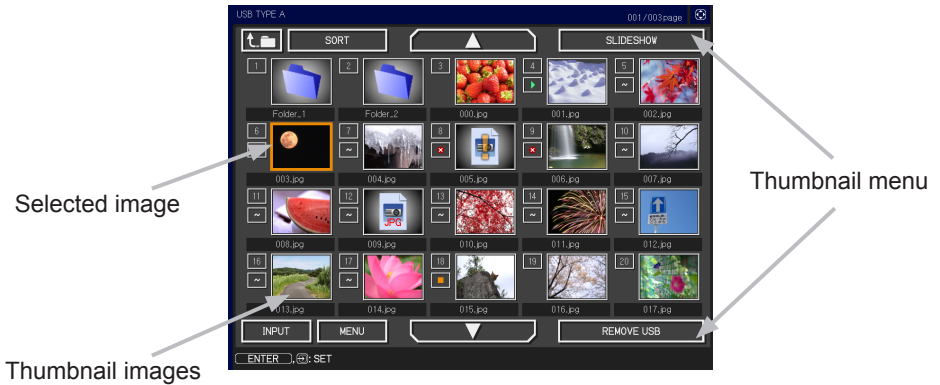 USB TYPE A 001/003page
SORT SLIDESHOW
1 2 3 4 5
Folder_1 Folder_2 000.jpg 001.jpg 002.jpg
6 7 8 9 10
003.jpg 004.jpg 005.jpg 006.jpg 007.jpg
Selected image
Thumbnail menu
11 12 13 14 15
JPG
008.jpg 009.jpg 010.jpg 011.jpg 012.jpg
16 17 18 19 20
013.jpg 014.jpg 015.jpg 016.jpg 017.jpg
INPUT MENU REMOVE USB
ENTER , : SET
Thumbnail images